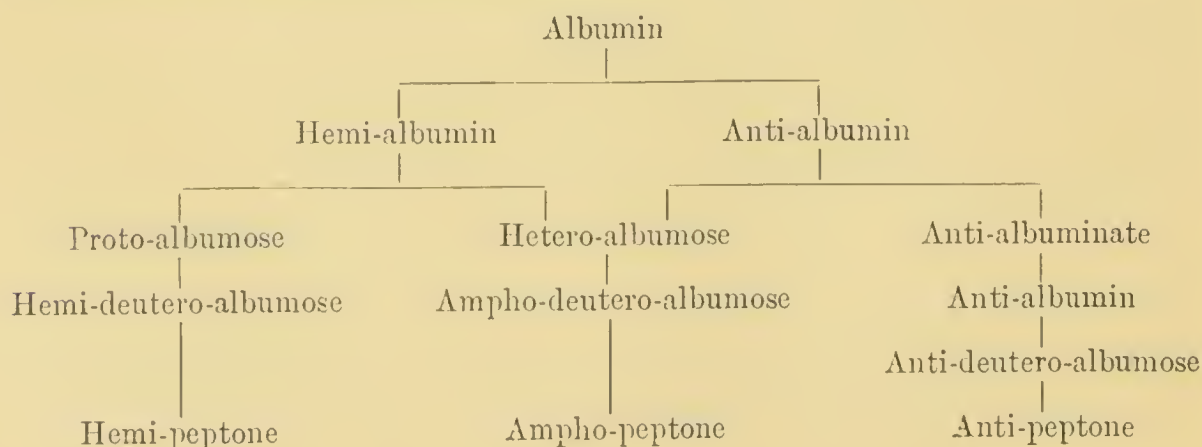 Albumin
Hemi-albumin Anti-albumin
Proto-albumose Hetero-albumose Anti-albuminate
Hemi-deutero-albumose Ampho-deutero-albumose Anti-albumin
Anti-deutero-albumose
Hemi-peptone Ampho-peptone Anti-peptone